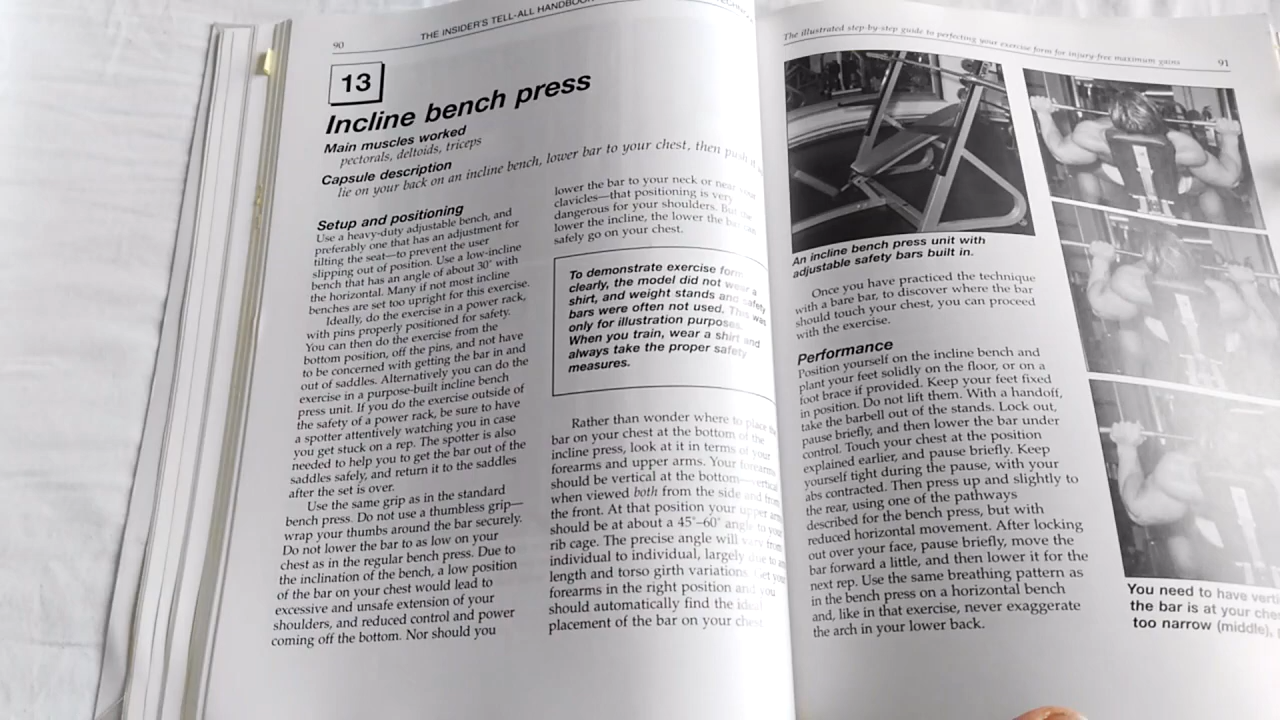 90
THE INSIDER'S TELL-ALL HANDBOOK
13
Incline bench press
Main muscles worked
pectorals, deltoids, triceps
Capsule description
lie on your back on an incline bench, lower bar to your chest, then push it
Setup and positioning
Use a heavy-duty adjustable bench, and
preferably one that has an adjustment for
tilting the seat—to prevent the user
slipping out of position. Use a low-incline
bench that has an angle of about 30° with
the horizontal. Many if not most incline
benches are set too upright for this exercise.
Ideally, do the exercise in a power rack,
with pins properly positioned for safety.
You can then do the exercise from the
bottom position, off the pins, and not have
to be concerned with getting the bar in and
out of saddles. Alternatively you can do the
exercise in a purpose-built incline bench
press unit. If you do the exercise outside of
the safety of a power rack, be sure to have
a spotter attentively watching you in case
you get stuck on a rep. The spotter is also
needed to help you to get the bar out of the
saddles safely, and return it to the saddles
after the set is over.
Use the same grip as in the standard
bench press. Do not use a thumbless grip—
wrap your thumbs around the bar securely.
Do not lower the bar to as low on your
chest as in the regular bench press. Due to
the inclination of the bench, a low position
of the bar on your chest would lead to
excessive and unsafe extension of your
shoulders, and reduced control and power
coming off the bottom. Nor should you
lower the bar to your neck or near your
clavicles—that positioning is very
dangerous for your shoulders. But the
lower the incline, the lower the bar can
safely go on your chest.
To demonstrate exercise form
clearly, the model did not wear a
shirt, and weight stands and safety
bars were often not used. This was
only for illustration purposes.
When you train, wear a shirt and
always take the proper safety
measures.
Rather than wonder where to place the
bar on your chest at the bottom of the
incline press, look at it in terms of your
forearms and upper arms. Your forearms
should be vertical at the bottom—vertical
when viewed both from the side and from
the front. At that position your upper arms
should be at about a 45°–60° angle to your
rib cage. The precise angle will vary from
individual to individual, largely due to arm
length and torso girth variations. Get your
forearms in the right position and you
should automatically find the ideal
placement of the bar on your chest.
The illustrated step-by-step guide to perfecting your exercise form for injury-free maximum gains
91
An incline bench press unit with
adjustable safety bars built in.
Once you have practiced the technique
with a bare bar, to discover where the bar
should touch your chest, you can proceed
with the exercise.
Performance
Position yourself on the incline bench and
plant your feet solidly on the floor, or on a
foot brace if provided. Keep your feet fixed
in position. Do not lift them. With a handoff,
take the barbell out of the stands. Lock out,
pause briefly, and then lower the bar under
control. Touch your chest at the position
explained earlier, and pause briefly. Keep
yourself tight during the pause, with your
abs contracted. Then press up and slightly to
the rear, using one of the pathways
described for the bench press, but with
reduced horizontal movement. After locking
out over your face, pause briefly, move the
bar forward a little, and then lower it for the
next rep. Use the same breathing pattern as
in the bench press on a horizontal bench
and, like in that exercise, never exaggerate
the arch in your lower back.
You need to have
the bar is at your
too narrow (middle),